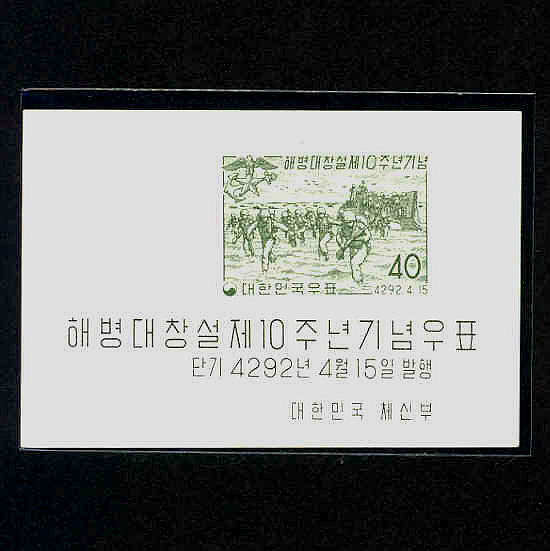 해병대창설제10주년기념
40
대한민국우표 4292.4.15
해병대창설제10주년기념우표
단기 4292년 4월 15일 발행
대한민국 체신부